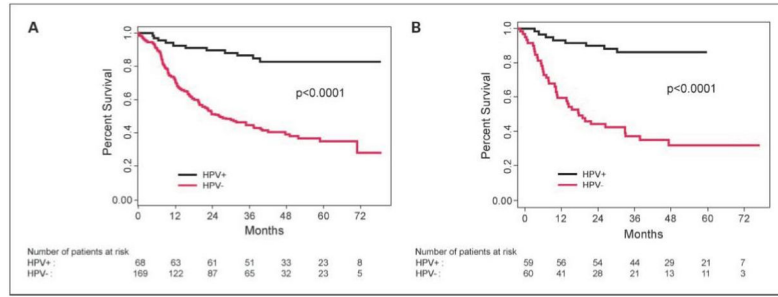 A
Percent Survival
1.0
0.8
0.6
0.4
0.2
0.00
p<0.0001
HPV+
HPV-
0 12 24 36 48 60 72
Months
Number of patients at risk
HPV+ : 68 63 61 51 33 23 8
HPV- : 169 122 87 65 32 23 5
B
Percent Survival
1.0
0.8
0.6
0.4
0.2
0.00
p<0.0001
HPV+
HPV-
0 12 24 36 48 60 72
Months
Number of patients at risk
HPV+ : 59 56 54 44 29 21 7
HPV- : 60 41 28 21 13 11 3